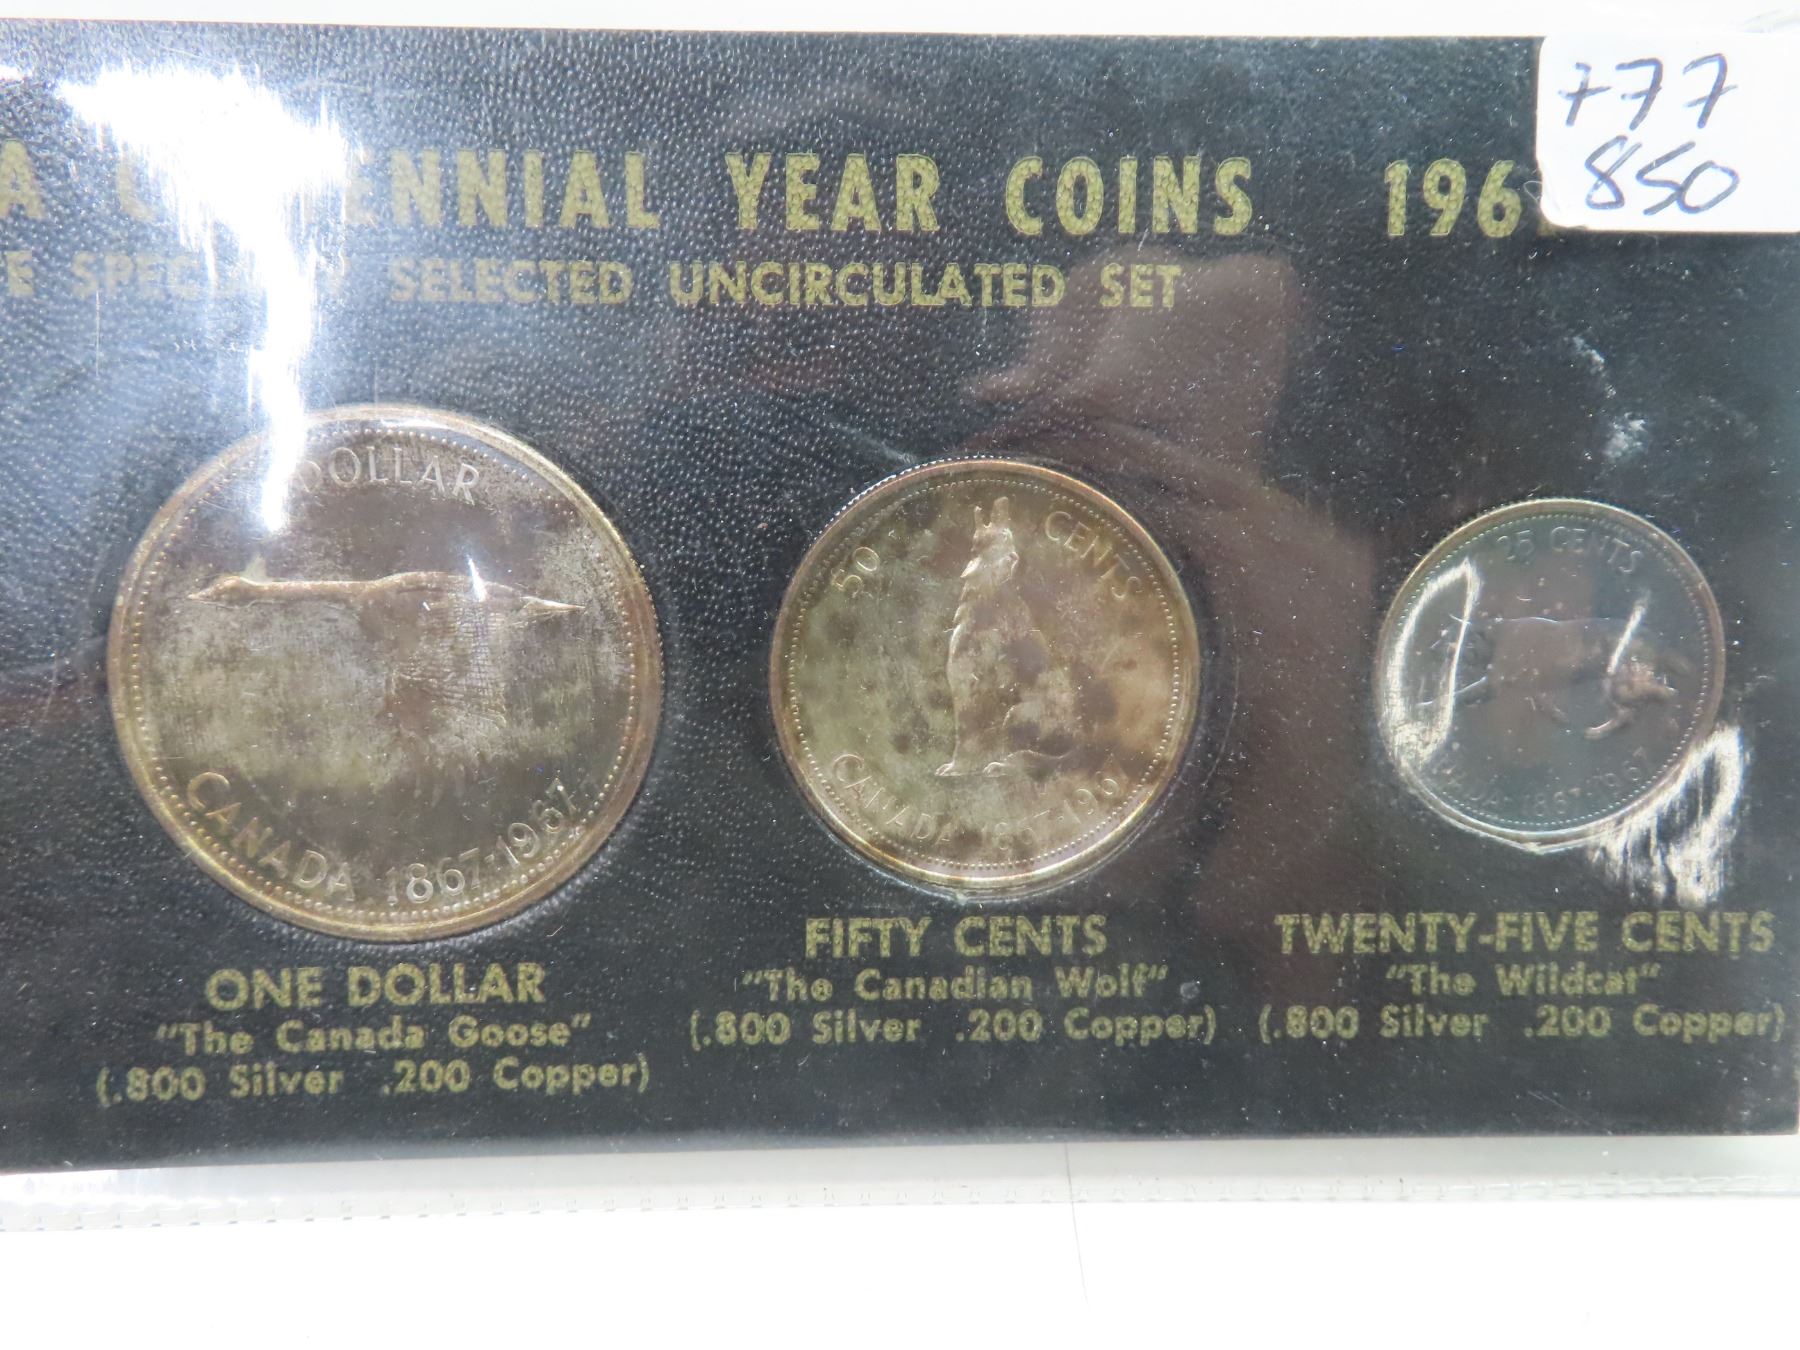 777
850
YEAR COINS
SELECTED UNCIRCULATED SET
DOLLAR
CANADA 1867-1967
50 CENTS
CANADA 1867-1967
25 CENTS
1867-1967
ONE DOLLAR
"The Canada Goose"
(.800 Silver .200 Copper)
FIFTY CENTS
"The Canadian Wolf"
(.800 Silver .200 Copper)
TWENTY-FIVE CENTS
"The Wildcat"
(.800 Silver .200 Copper)